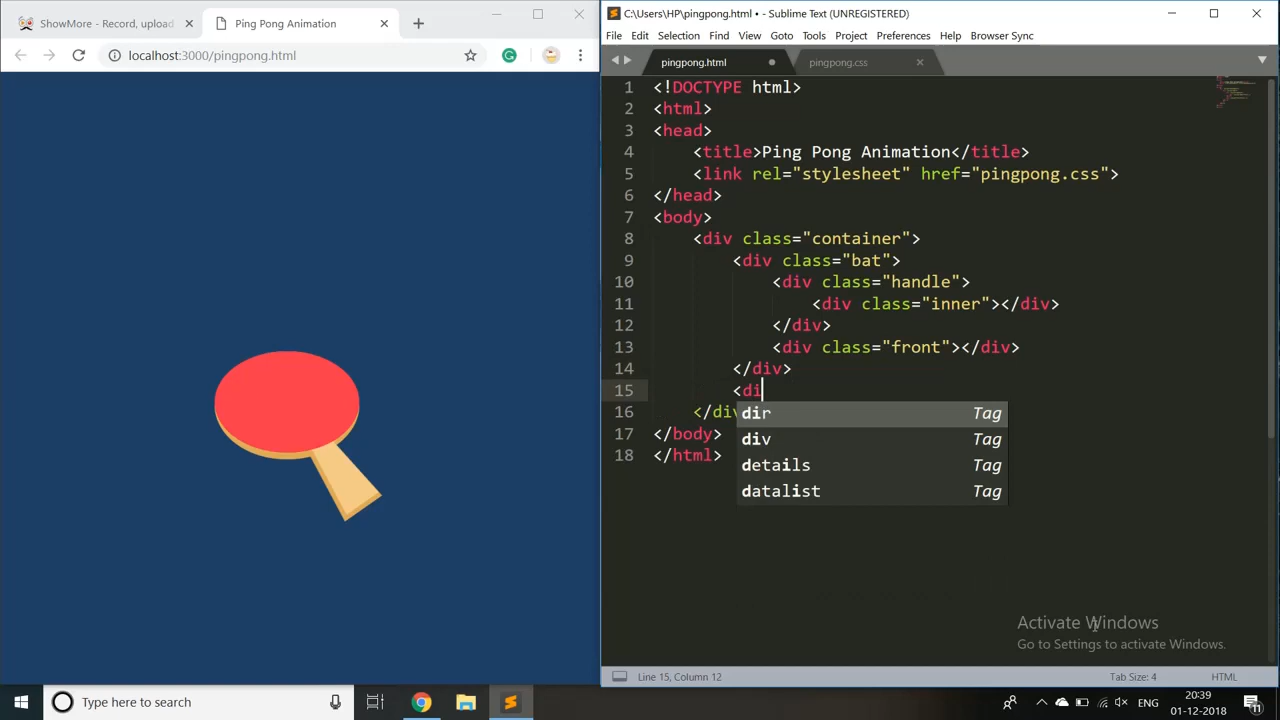 ShowMore - Record, upload
Ping Pong Animation
localhost:3000/pingpong.html
C:\Users\HP\pingpong.html • - Sublime Text (UNREGISTERED)
File Edit Selection Find View Goto Tools Project Preferences Help Browser Sync
pingpong.html
pingpong.css
1 <!DOCTYPE html>
2 <html>
3 <head>
4 <title>Ping Pong Animation</title>
5 <link rel="stylesheet" href="pingpong.css">
6 </head>
7 <body>
8 <div class="container">
9 <div class="bat">
10 <div class="handle">
11 <div class="inner"></div>
12 </div>
13 <div class="front"></div>
14 </div>
15 <di
16 </div
17 </body>
18 </html>
dir Tag
div Tag
details Tag
datalist Tag
Activate Windows
Go to Settings to activate Windows.
Line 15, Column 12
Tab Size: 4
HTML
Type here to search
ENG
20:39
01-12-2018
11